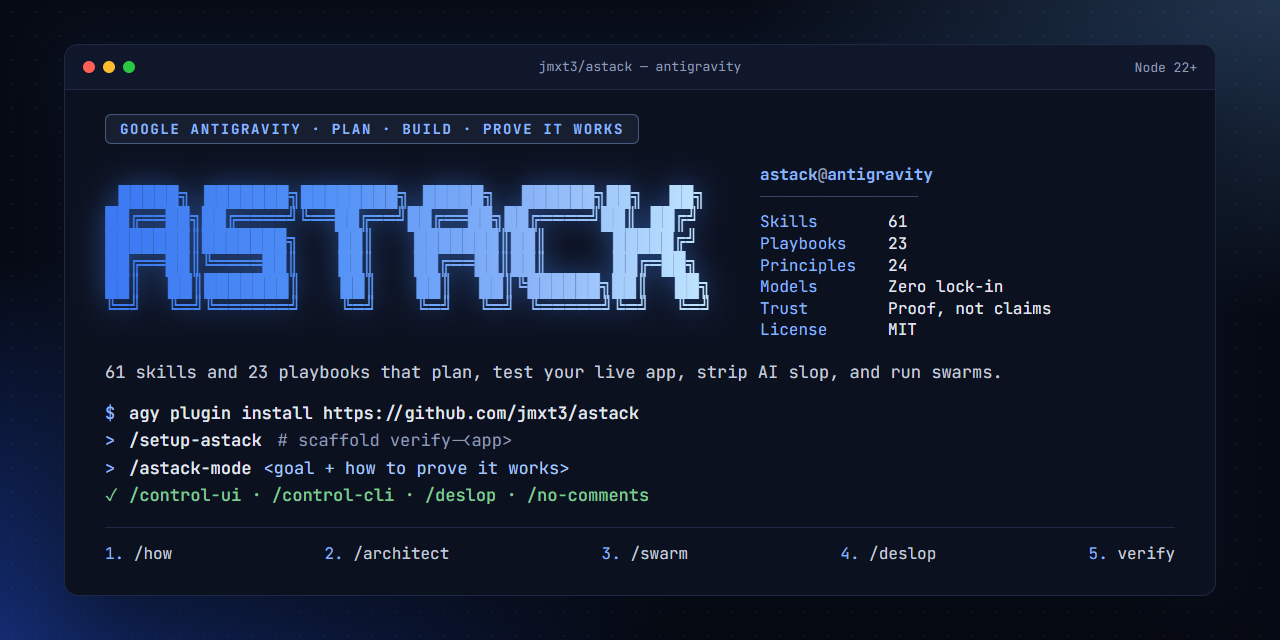 jmxt3/astack — antigravity
Node 22+
GOOGLE ANTIGRAVITY · PLAN · BUILD · PROVE IT WORKS
ASTACK
astack@antigravity
Skills 61
Playbooks 23
Principles 24
Models Zero lock-in
Trust Proof, not claims
License MIT
61 skills and 23 playbooks that plan, test your live app, strip AI slop, and run swarms.
$ agy plugin install https://github.com/jmxt3/astack
> /setup-astack # scaffold verify-<app>
> /astack-mode <goal + how to prove it works>
✓ /control-ui · /control-cli · /deslop · /no-comments
1. /how 2. /architect 3. /swarm 4. /deslop 5. verify